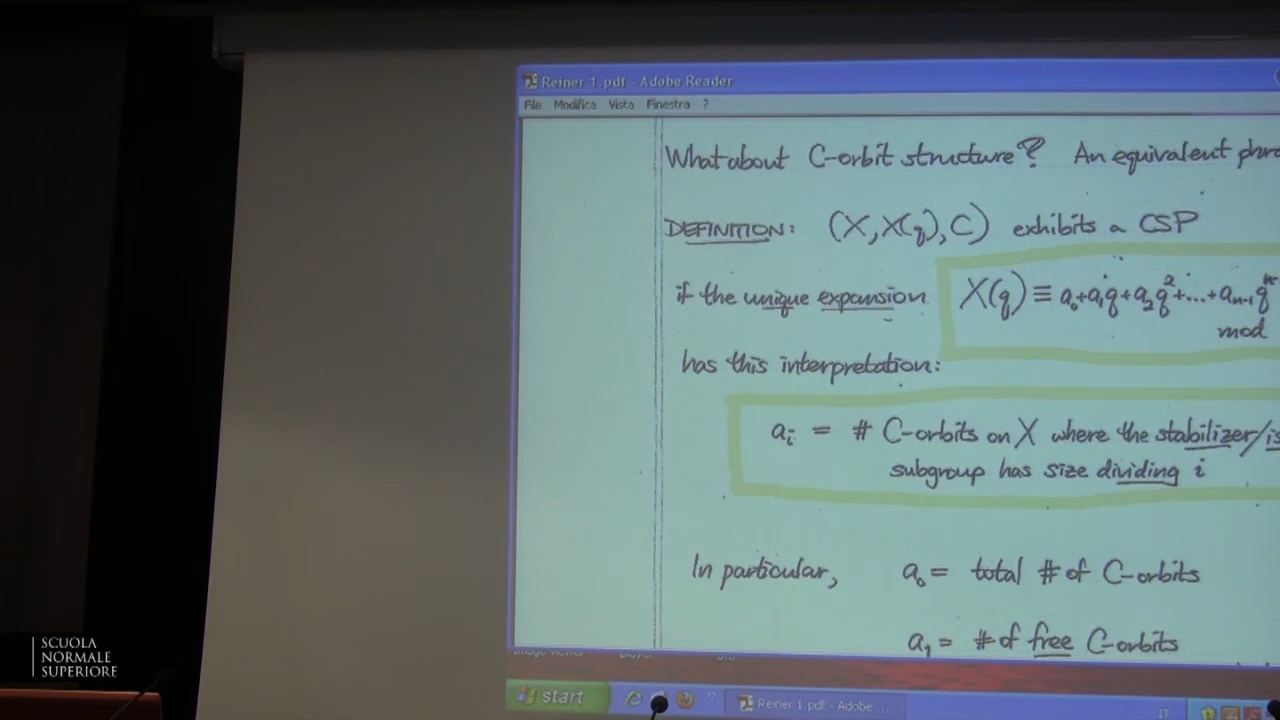 Reiner 1.pdf - Adobe Reader
File Modifica Vista Finestra ?
What about C-orbit structure? An equivalent
DEFINITION: (X, X(q), C) exhibits a CSP
if the unique expansion X(q) ≡ a₀+a₁q+a₂q²+...+aₙ₋₁q
mod
has this interpretation:
aᵢ = # C-orbits on X where the stabilizer/
subgroup has size dividing i
In particular, a₀ = total # of C-orbits
a₁ = # of free C-orbits
SCUOLA
NORMALE
SUPERIORE
start Reiner 1.pdf - Adobe ... IT